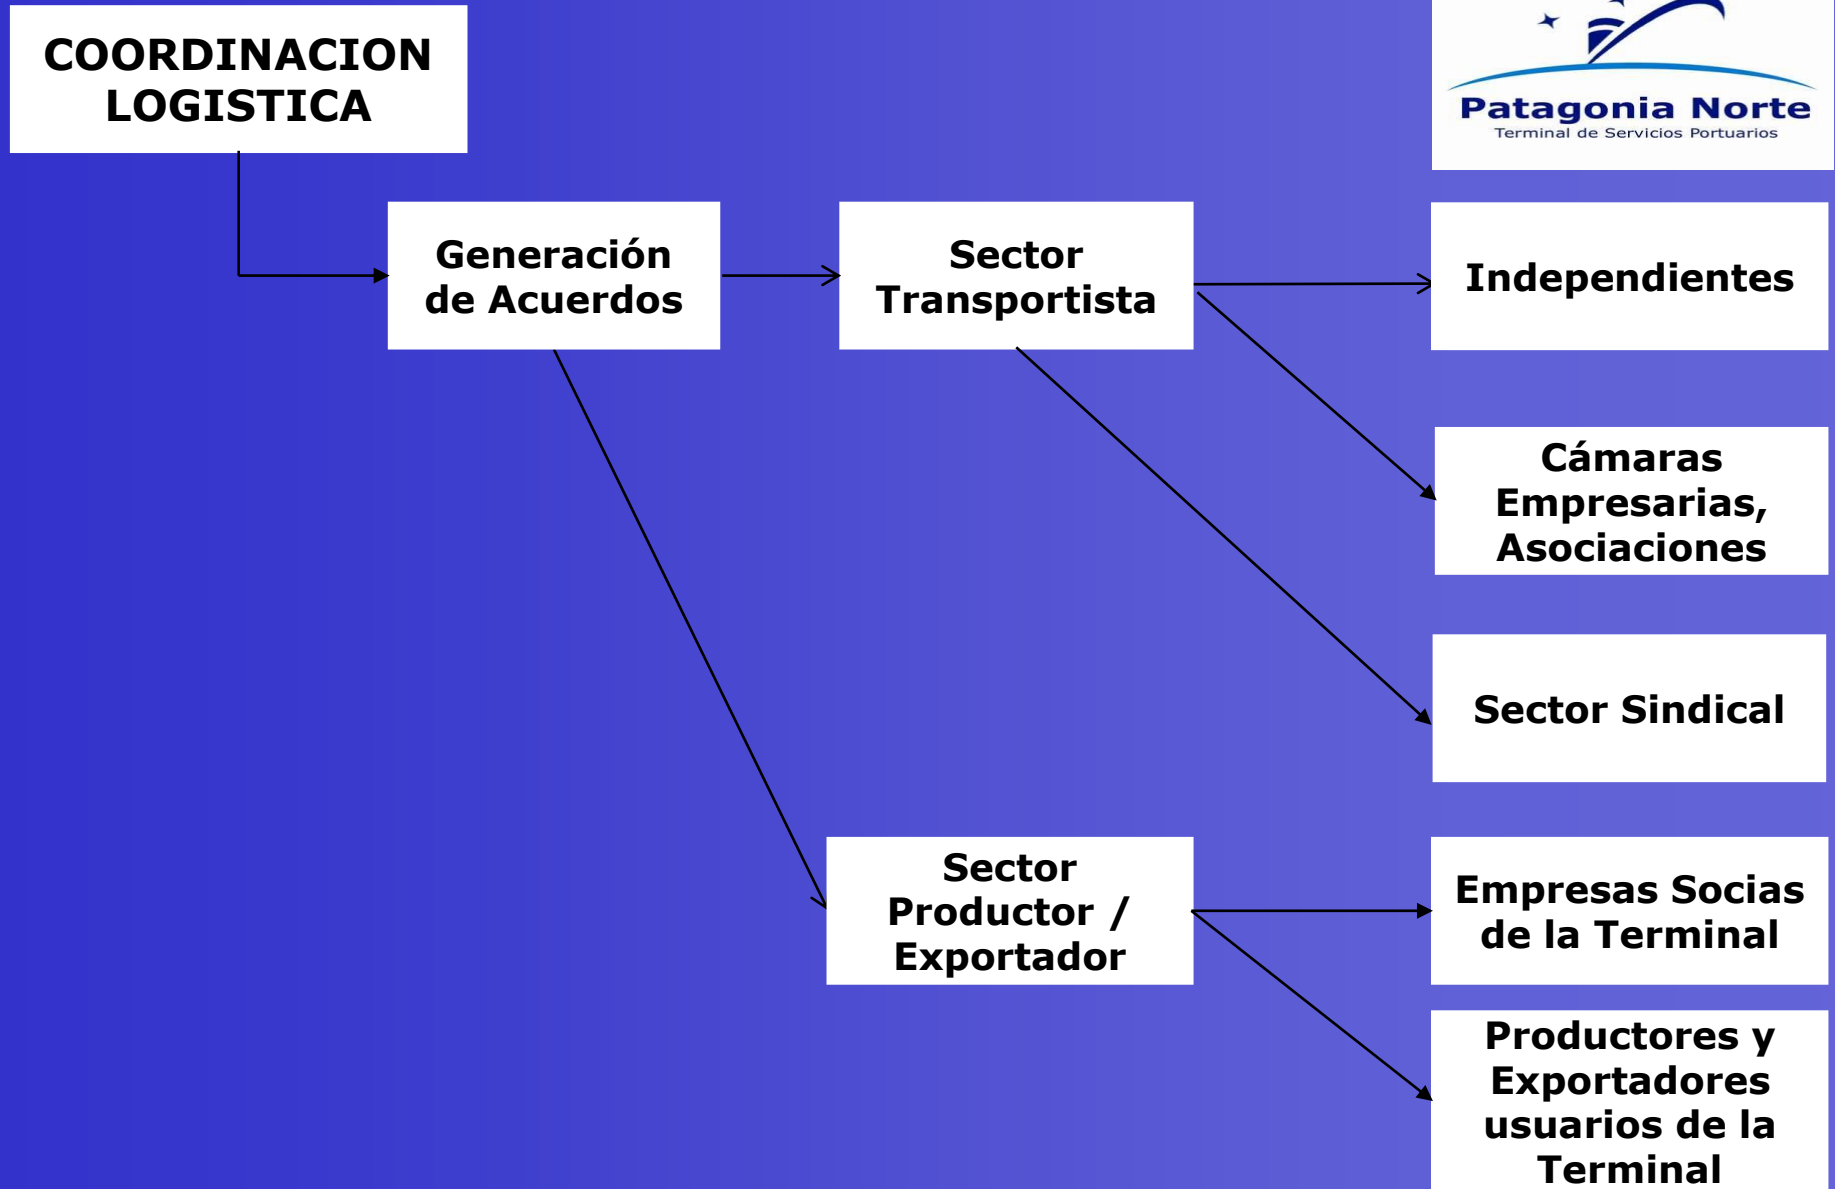 COORDINACION
LOGISTICA
Patagonia Norte
Terminal de Servicios Portuarios
Generación
de Acuerdos
Sector
Transportista
Independientes
Cámaras
Empresarias,
Asociaciones
Sector Sindical
Sector
Productor /
Exportador
Empresas Socias
de la Terminal
Productores y
Exportadores
usuarios de la
Terminal